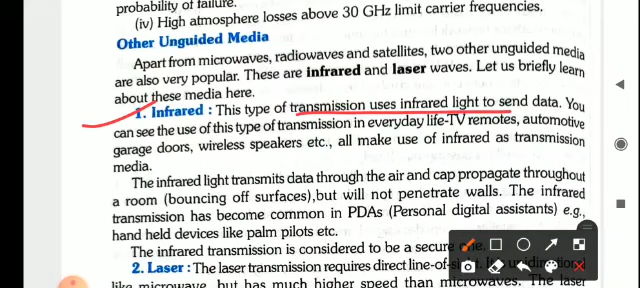 probability of failure.
(iv) High atmosphere losses above 30 GHz limit carrier frequencies.
Other Unguided Media
Apart from microwaves, radiowaves and satellites, two other unguided media
are also very popular. These are infrared and laser waves. Let us briefly learn
about these media here.
1. Infrared : This type of transmission uses infrared light to send data. You
can see the use of this type of transmission in everyday life-TV remotes, automotive
garage doors, wireless speakers etc., all make use of infrared as transmission
media.
The infrared light transmits data through the air and cap propagate throughout
a room (bouncing off surfaces),but will not penetrate walls. The infrared
transmission has become common in PDAs (Personal digital assistants) e.g.,
hand held devices like palm pilots etc.
The infrared transmission is considered to be a secure
2. Laser : The laser transmission requires direct line-of-
like microwave, but has much higher speed than microwaves. The laser